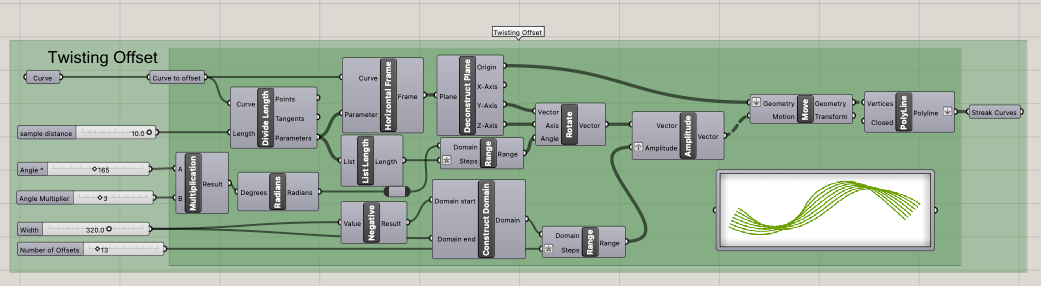 Twisting Offset
Twisting Offset
Curve
Curve to offset
sample distance 10.0
Angle ° 165
Angle Multiplier 3
Width 320.0
Number of Offsets 13
A
B
Multiplication
Result
Curve
Length
Divide Length
Points
Tangents
Parameters
Degrees
Radians
Radians
Curve
Parameter
Horizontal Frame
Frame
List
List Length
Length
Value
Negative
Result
Plane
Deconstruct Plane
Origin
X-Axis
Y-Axis
Z-Axis
Domain
Steps
Range
Range
Domain start
Domain end
Construct Domain
Domain
Vector
Axis
Angle
Rotate
Vector
Domain
Steps
Range
Range
Vector
Amplitude
Amplitude
Vector
Geometry
Motion
Move
Geometry
Transform
Vertices
Closed
PolyLine
Polyline
Streak Curves